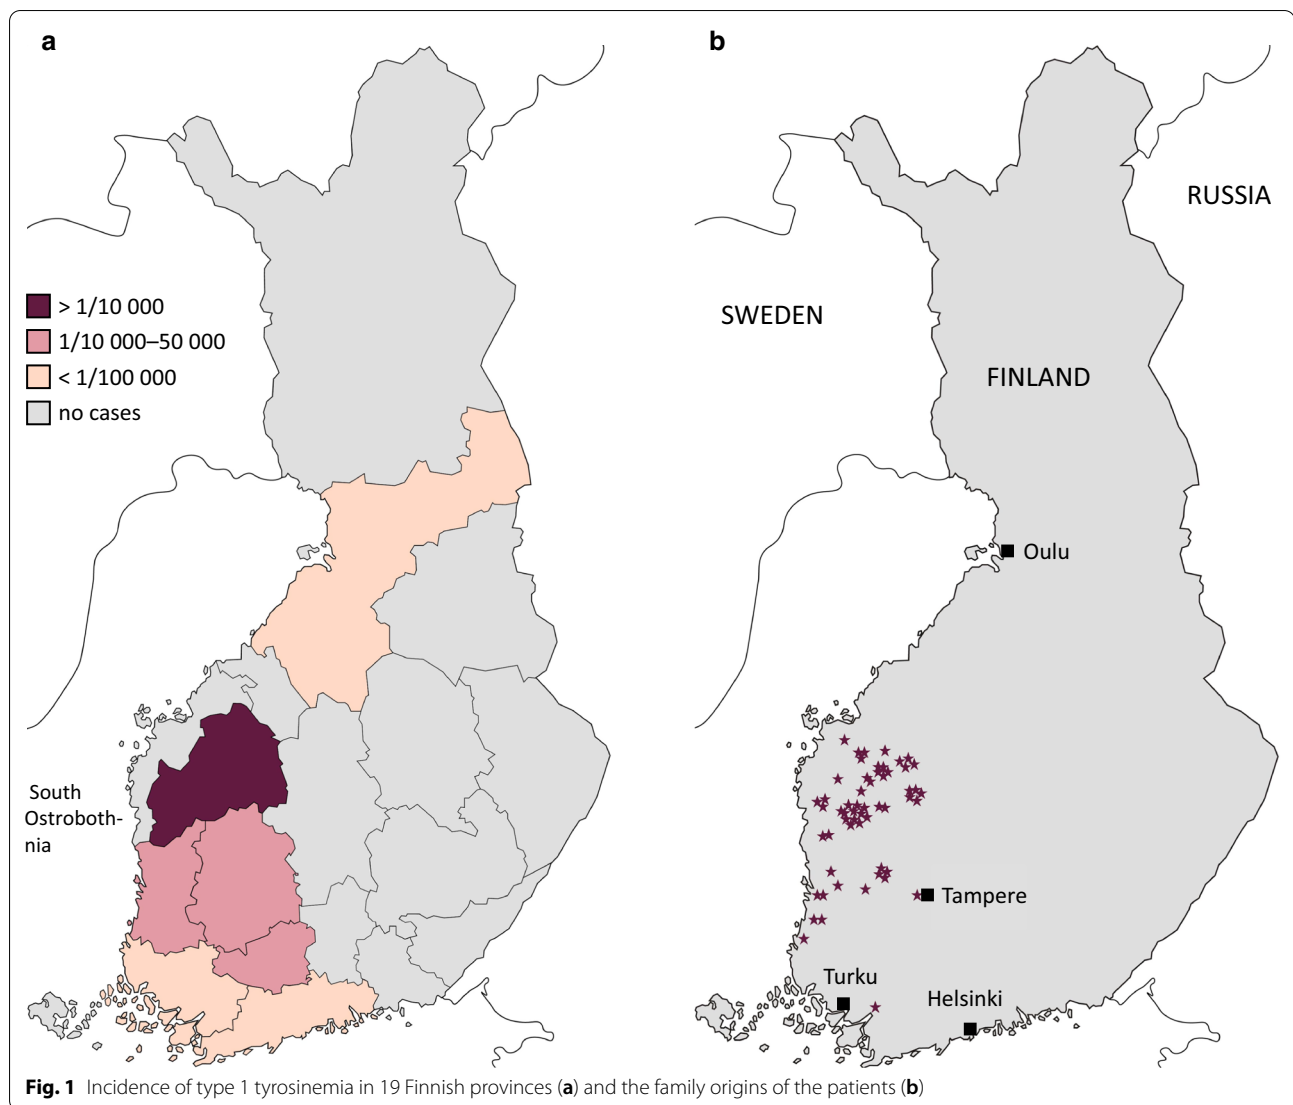 a
> 1/10 000
1/10 000–50 000
< 1/100 000
no cases
South
Ostroboth-
nia
b
RUSSIA
SWEDEN
FINLAND
Oulu
Tampere
Turku
Helsinki
Fig. 1 Incidence of type 1 tyrosinemia in 19 Finnish provinces (a) and the family origins of the patients (b)